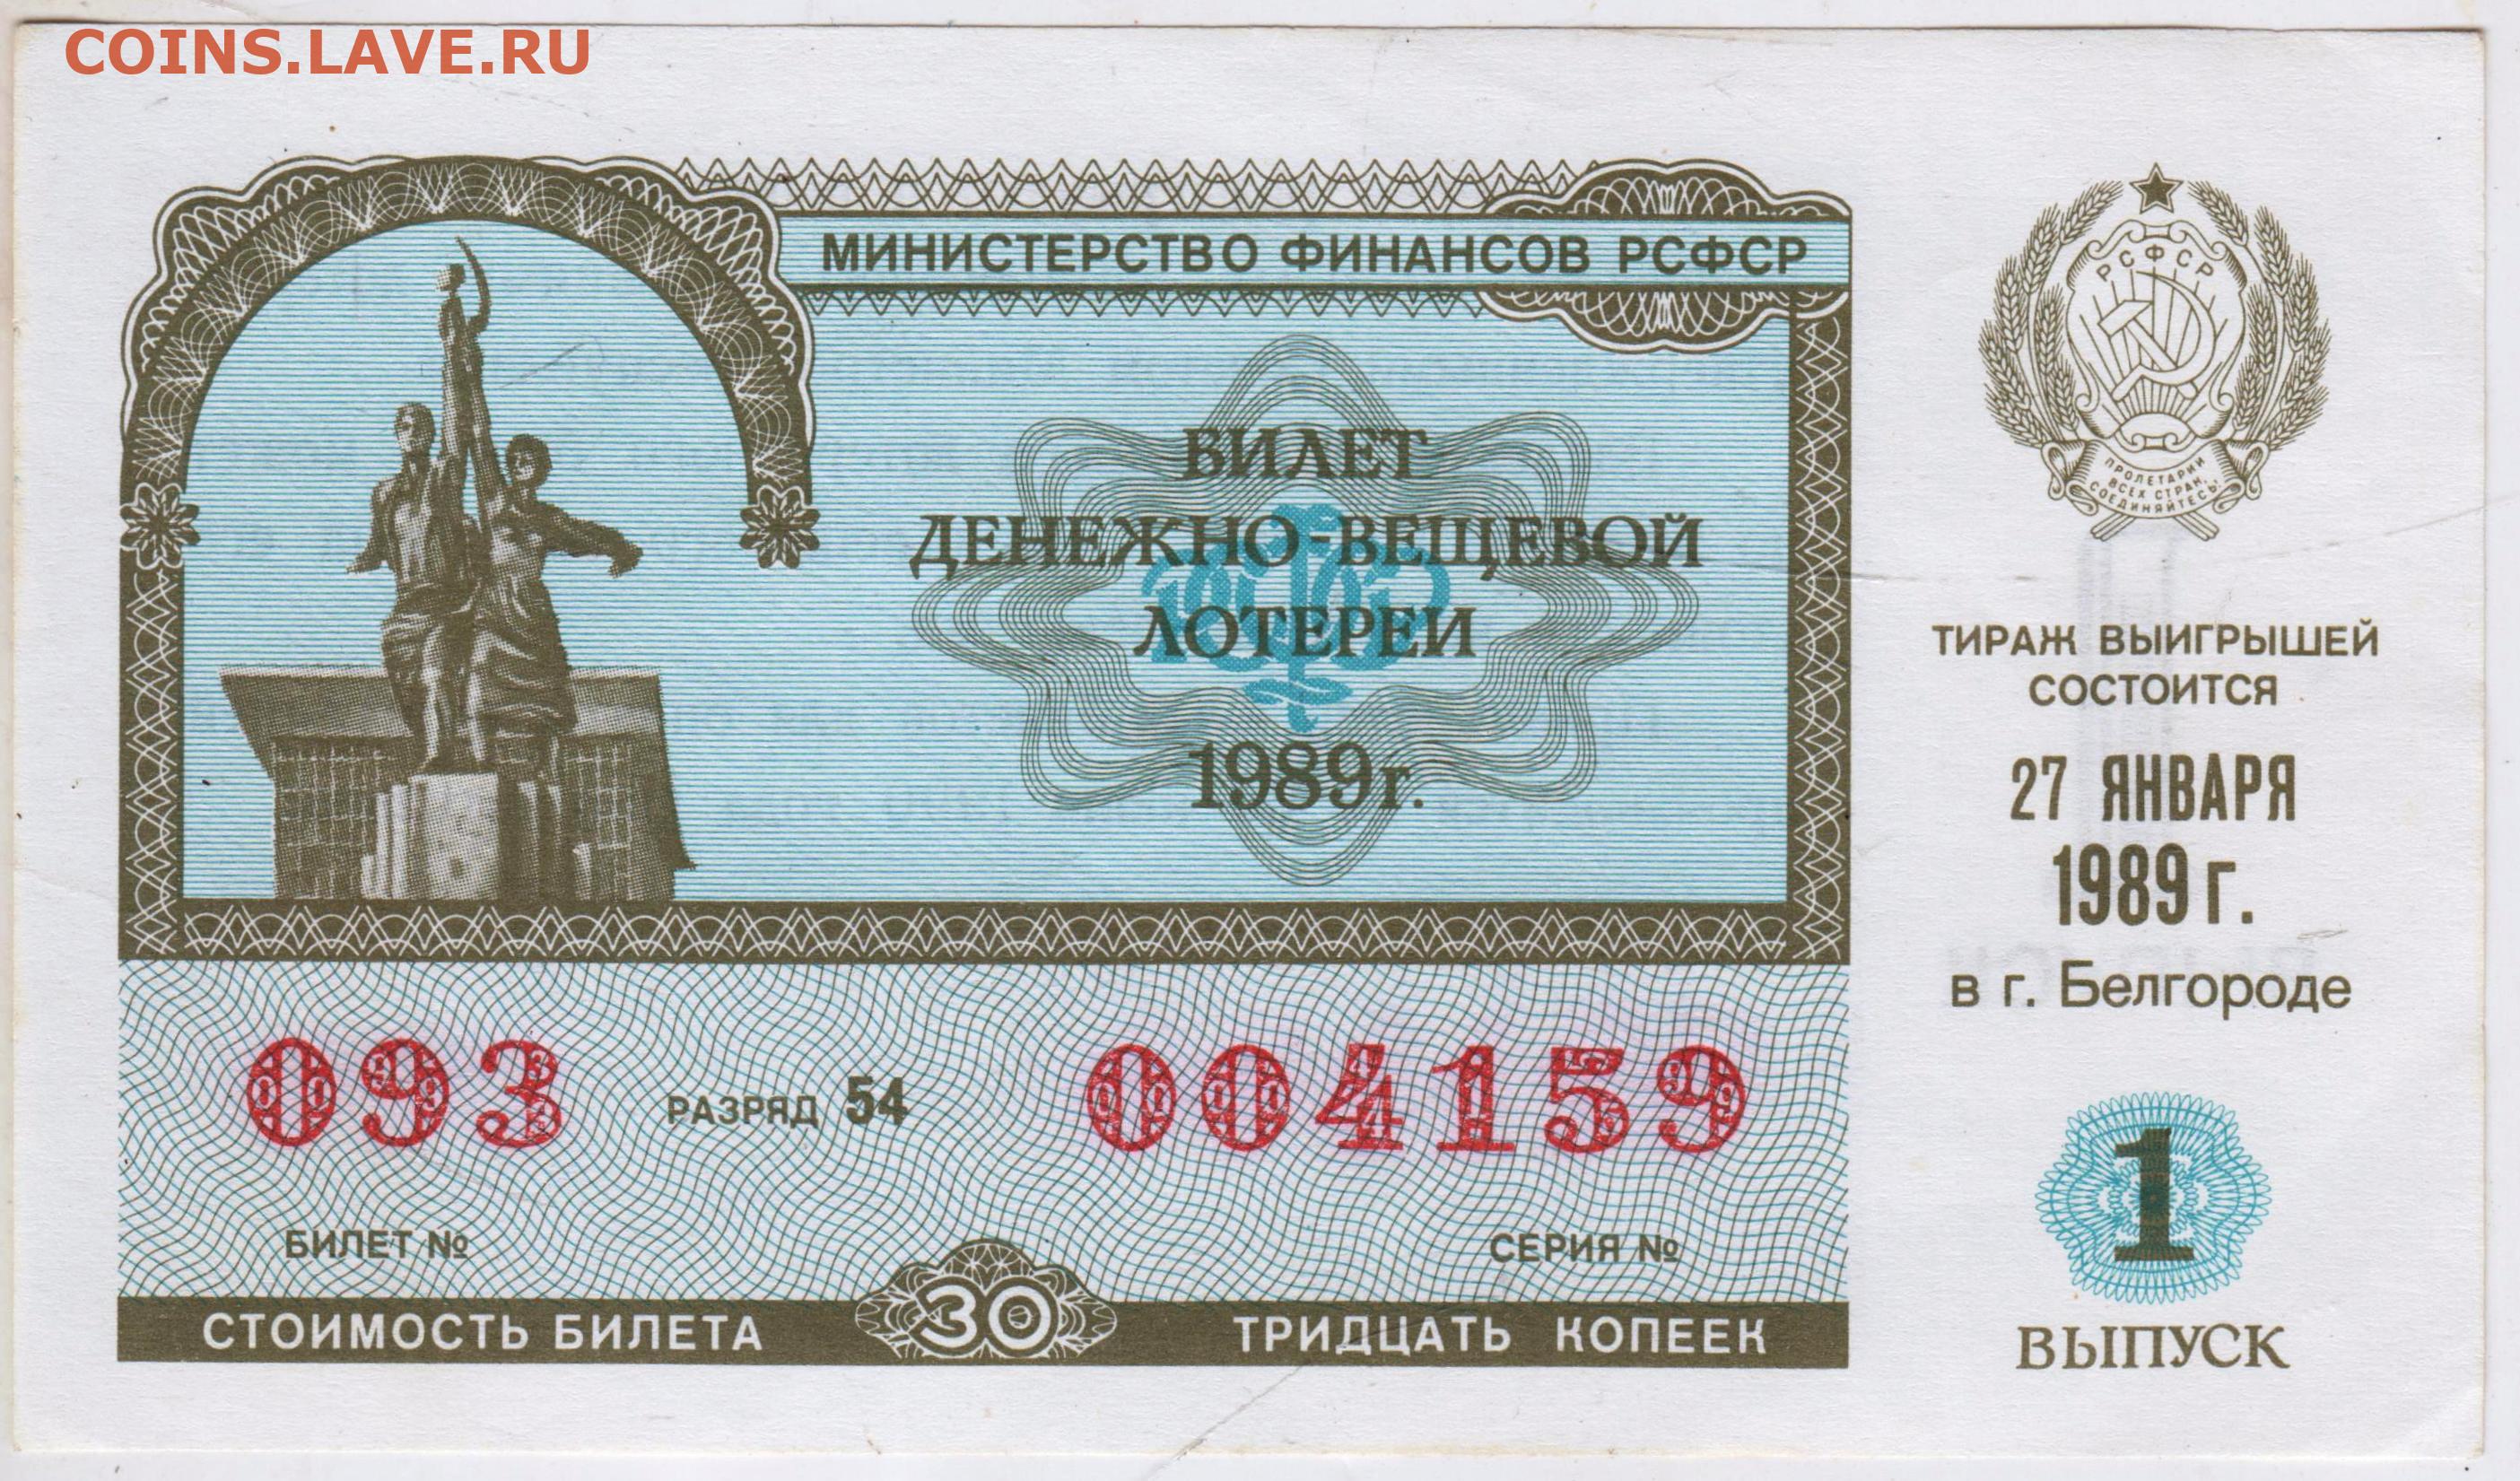 COINS.LAVE.RU
МИНИСТЕРСТВО ФИНАНСОВ РСФСР
БИЛЕТ
ДЕНЕЖНО-ВЕЩЕВОЙ
ЛОТЕРЕИ
1989г.
093 РАЗРЯД 54 004159
БИЛЕТ № СЕРИЯ №
СТОИМОСТЬ БИЛЕТА 30 ТРИДЦАТЬ КОПЕЕК
РСФСР
ПРОЛЕТАРИИ
ВСЕХ СТРАН,
СОЕДИНЯЙТЕСЬ!
ТИРАЖ ВЫИГРЫШЕЙ
СОСТОИТСЯ
27 ЯНВАРЯ
1989 Г.
в г. Белгороде
1
ВЫПУСК